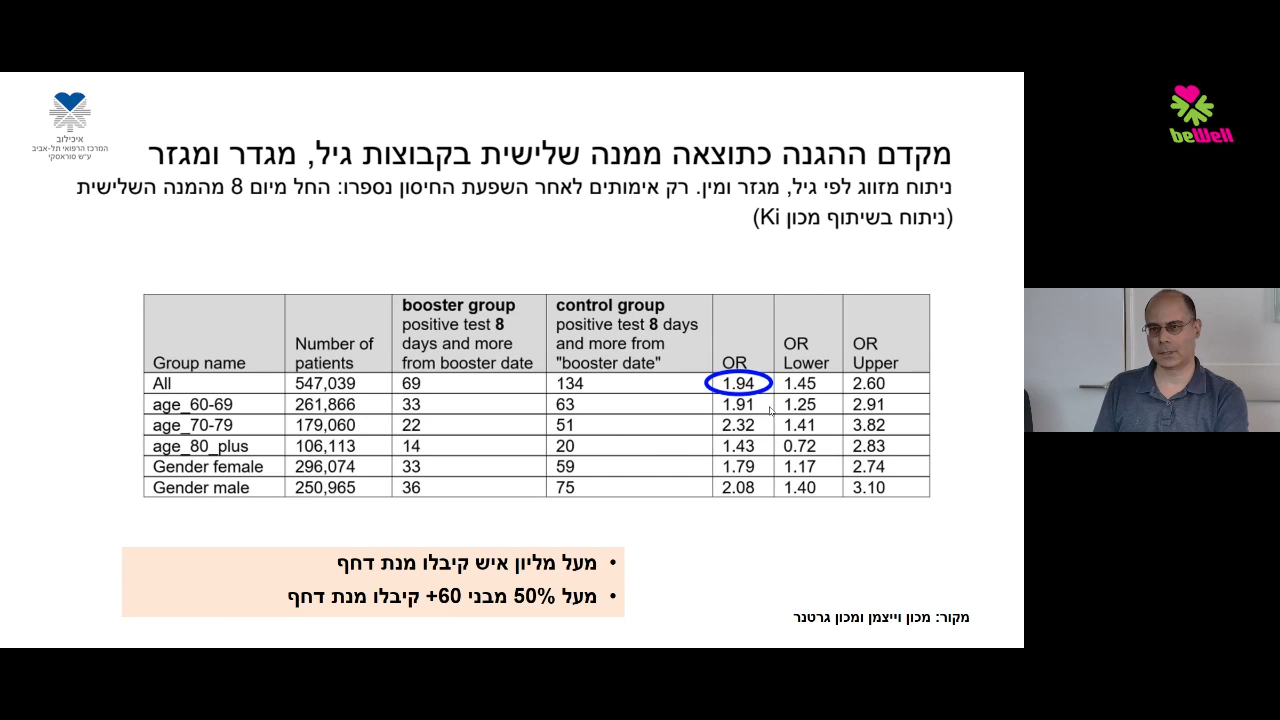 איכילוב
המרכז הרפואי תל-אביב
ע"ש סוראסקי
beWell
מקדם ההגנה כתוצאה ממנה שלישית בקבוצות גיל, מגדר ומגזר
ניתוח מזווג לפי גיל, מגזר ומין. רק אימותים לאחר השפעת החיסון נספרו: החל מיום 8 מהמנה השלישית
(ניתוח בשיתוף מכון Ki)
Group name Number of patients booster group positive test 8 days and more from booster date control group positive test 8 days and more from "booster date" OR OR Lower OR Upper
All 547,039 69 134 1.94 1.45 2.60
age_60-69 261,866 33 63 1.91 1.25 2.91
age_70-79 179,060 22 51 2.32 1.41 3.82
age_80_plus 106,113 14 20 1.43 0.72 2.83
Gender female 296,074 33 59 1.79 1.17 2.74
Gender male 250,965 36 75 2.08 1.40 3.10
• מעל מליון איש קיבלו מנת דחף
• מעל 50% מבני 60+ קיבלו מנת דחף
מקור: מכון וייצמן ומכון גרטנר